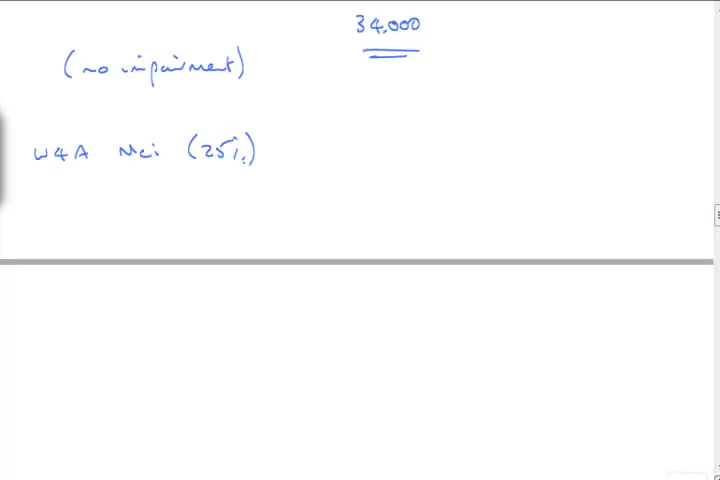 34,000
(no impairment)
W4A Nci (25%)